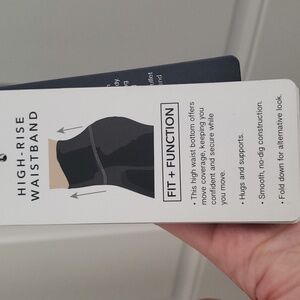 HIGH-RISE
WAISTBAND
FIT + FUNCTION
• This high waist bottom offers
move coverage, keeping you
confident and secure while
you move.
• Hugs and supports.
• Smooth, no-dig construction.
• Fold down for alternative look.